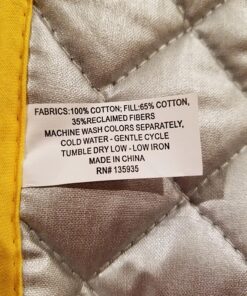 FABRICS:100% COTTON; FILL:65% COTTON,
35%RECLAIMED FIBERS
MACHINE WASH COLORS SEPARATELY,
COLD WATER - GENTLE CYCLE
TUMBLE DRY LOW - LOW IRON
MADE IN CHINA
RN# 135935